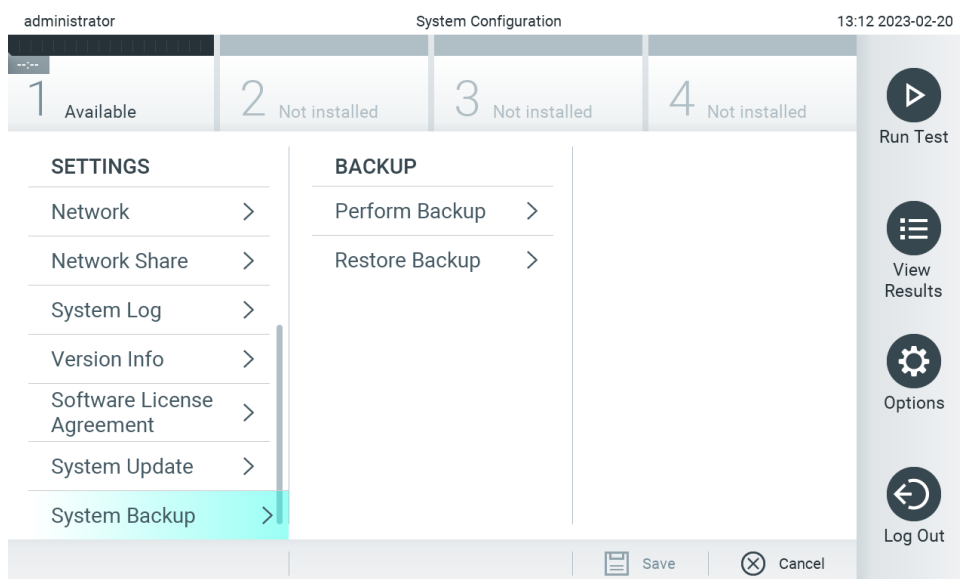 administrator
System Configuration
13:12 2023-02-20
--:--
1 Available
2 Not installed
3 Not installed
4 Not installed
Run Test
View
Results
Options
Log Out
SETTINGS
Network
Network Share
System Log
Version Info
Software License
Agreement
System Update
System Backup
BACKUP
Perform Backup
Restore Backup
Save
Cancel